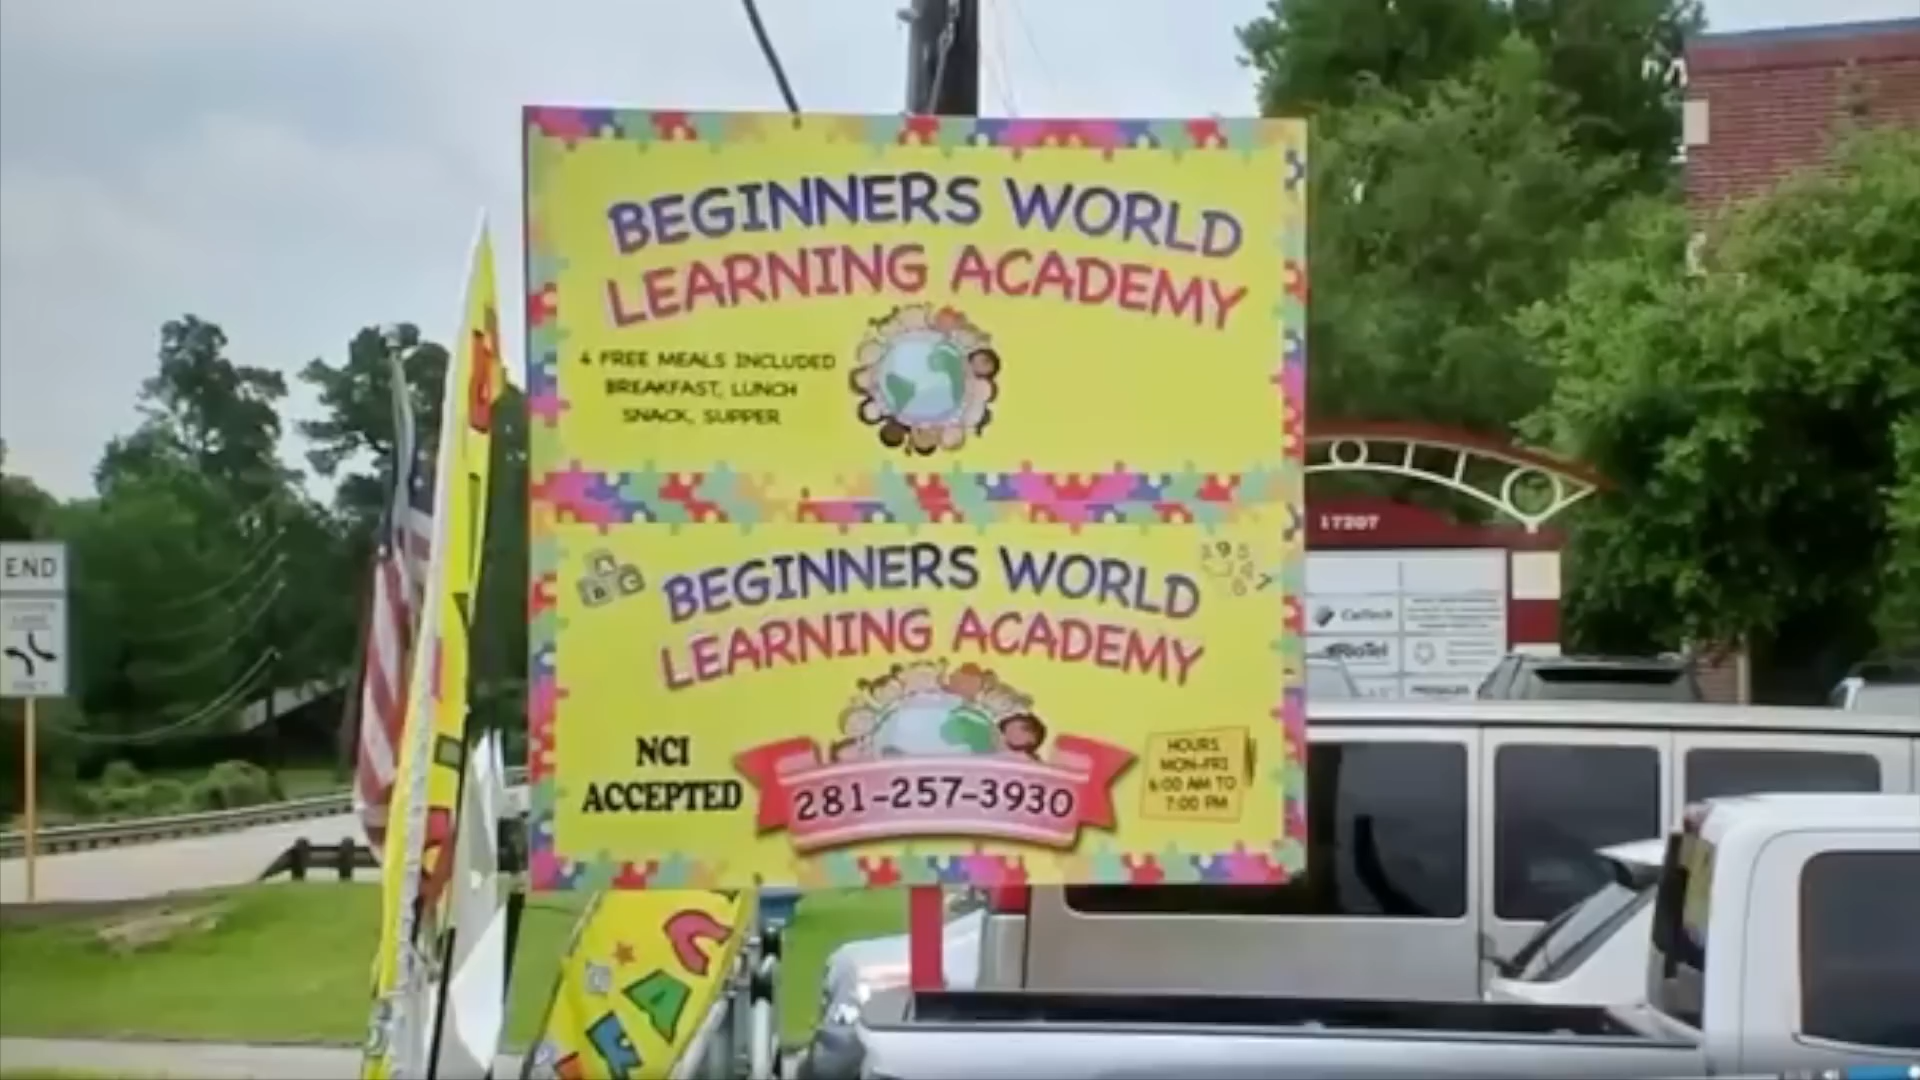 BEGINNERS WORLD
LEARNING ACADEMY
4 FREE MEALS INCLUDED
BREAKFAST, LUNCH
SNACK, SUPPER
BEGINNERS WORLD
LEARNING ACADEMY
NCI
ACCEPTED
281-257-3930
HOURS
MON-FRI
6:00 AM TO
7:00 PM
END
17207
CalTech